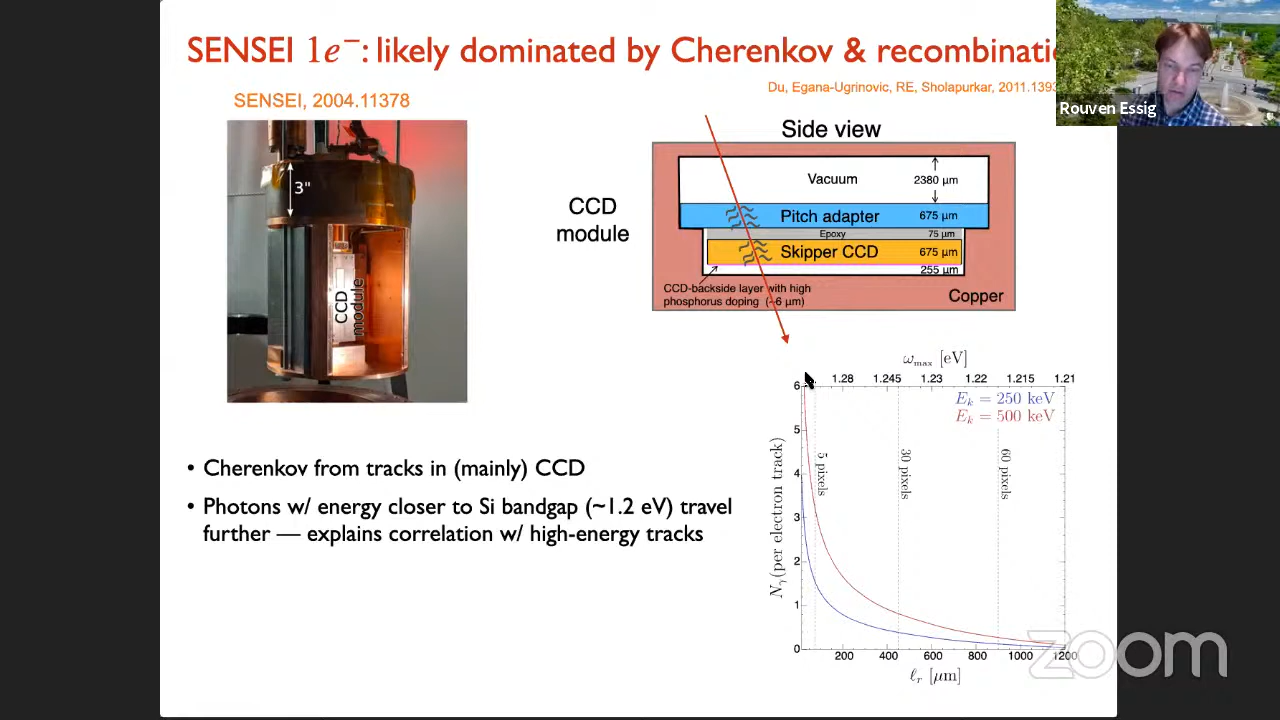 SENSEI 1e⁻: likely dominated by Cherenkov & recombinati
Du, Egana-Ugrinovic, RE, Sholapurkar, 2011.1393
Rouven Essig
SENSEI, 2004.11378
3"
CCD
module
Side view
CCD
module
Vacuum
2380 µm
Pitch adapter
675 µm
Epoxy
75 µm
Skipper CCD
675 µm
255 µm
CCD-backside layer with high
phosphorus doping (~6 µm)
Copper
• Cherenkov from tracks in (mainly) CCD
• Photons w/ energy closer to Si bandgap (~1.2 eV) travel
further — explains correlation w/ high-energy tracks
ω_max [eV]
1.28 1.245 1.23 1.22 1.215 1.21
E_k = 250 keV
E_k = 500 keV
5 pixels
30 pixels
60 pixels
N_γ (per electron track)
6
5
4
3
2
1
0
200 400 600 800 1000 1200
ℓ_r [µm]
zoom